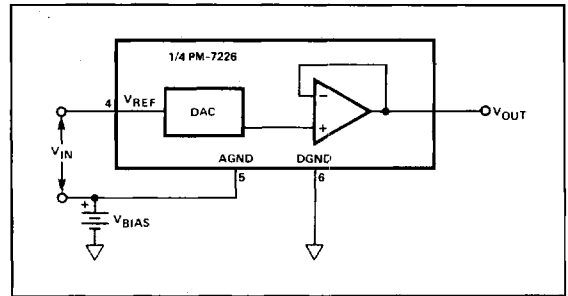 1/4 PM-7226
4
VREF
DAC
−
+
VOUT
VIN
AGND
DGND
5
6
+
VBIAS